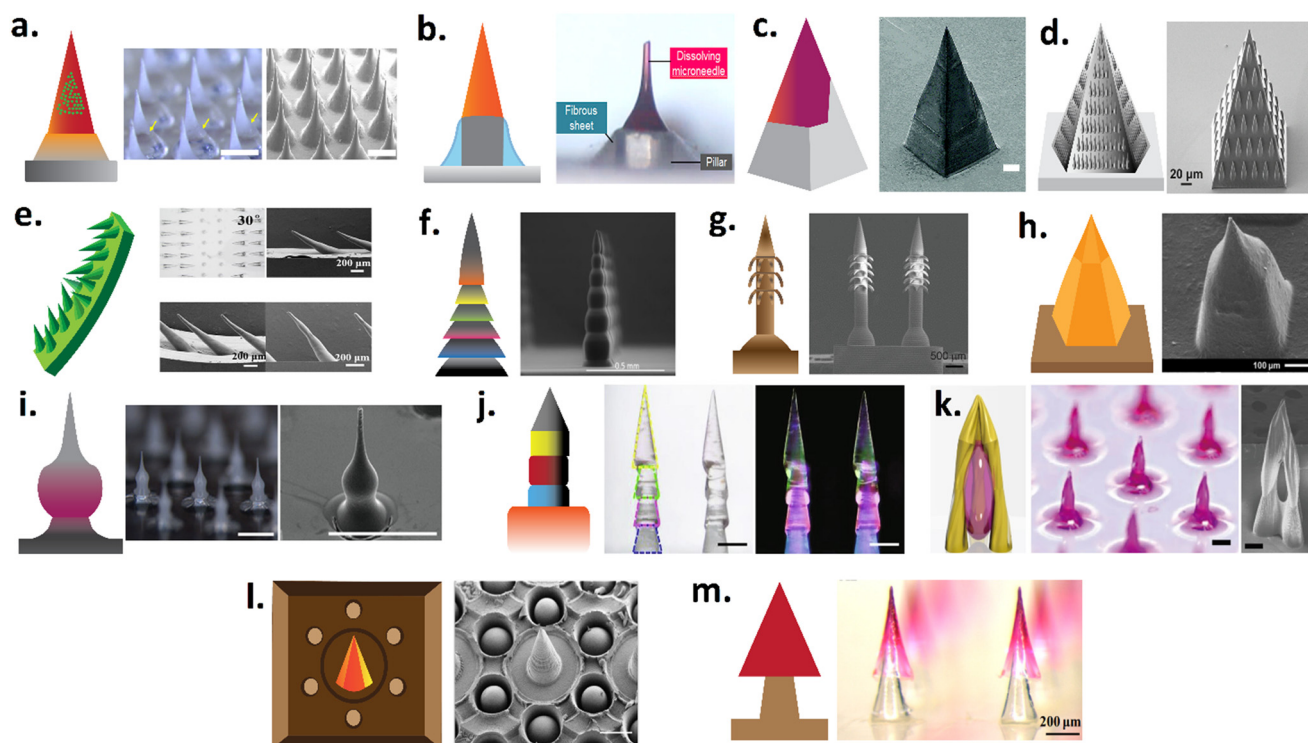 a.
b.
Dissolving
microneedle
Fibrous
sheet
Pillar
c.
d.
20 µm
e.
30°
200 µm
200 µm
200 µm
f.
0.5 mm
g.
500 µm
h.
100 µm
i.
j.
k.
l.
m.
200 µm